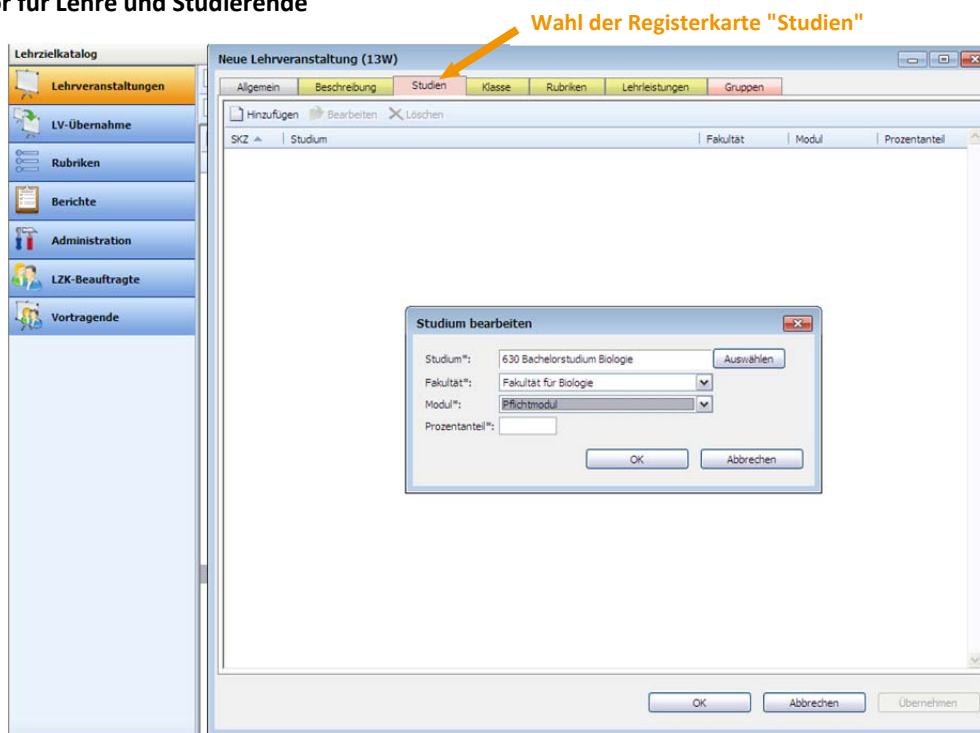 or für Lehre und Studierende
Wahl der Registerkarte "Studien"
Lehrzielkatalog
Lehrveranstaltungen
LV-Übernahme
Rubriken
Berichte
Administration
LZK-Beauftragte
Vortragende
Neue Lehrveranstaltung (13W)
Allgemein Beschreibung Studien Klasse Rubriken Lehrleistungen Gruppen
Hinzufügen Bearbeiten Löschen
SKZ Studium Fakultät Modul Prozentanteil
Studium bearbeiten
Studium*: 630 Bachelorstudium Biologie Auswählen
Fakultät*: Fakultät für Biologie
Modul*: Pflichtmodul
Prozentanteil*:
OK Abbrechen
OK Abbrechen Übernehmen